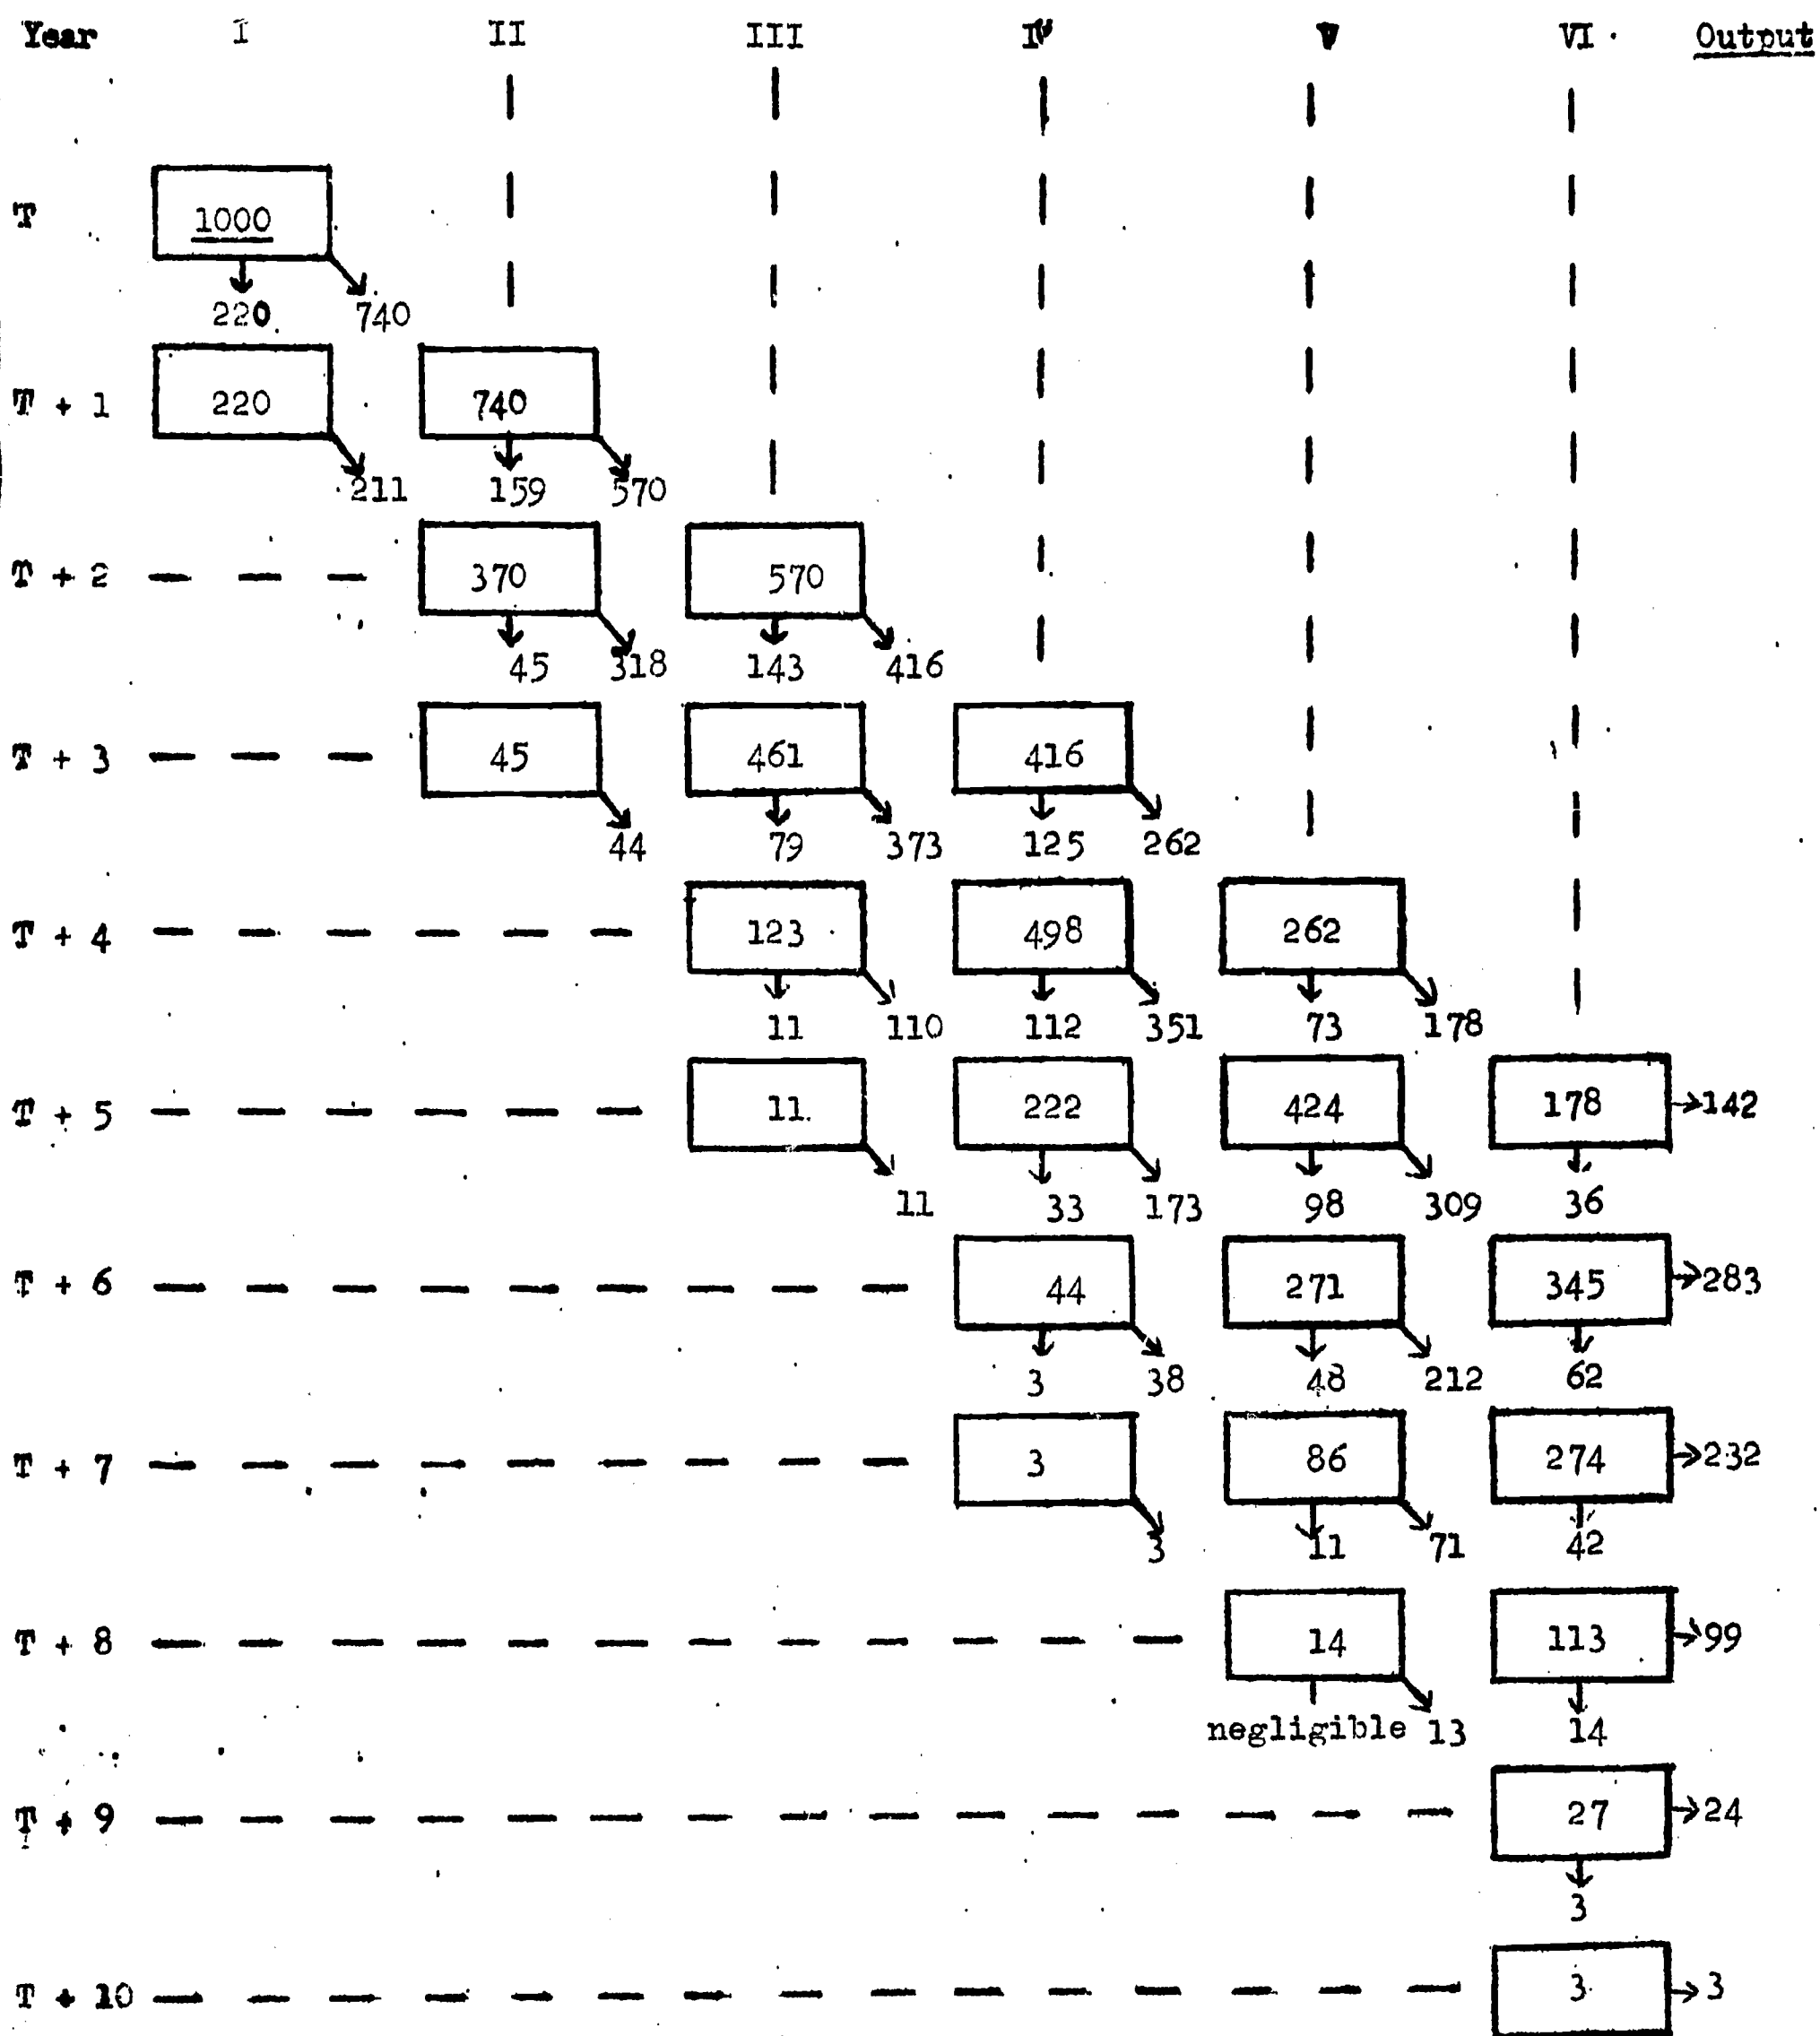 Year I II III IV V VI Output
T 1000
220 740
T + 1 220 740
211 159 570
T + 2 370 570
45 318 143 416
T + 3 45 461 416
44 79 373 125 262
T + 4 123 498 262
11 110 112 351 73 178
T + 5 11 222 424 178 142
11 33 173 98 309 36
T + 6 44 271 345 283
3 38 48 212 62
T + 7 3 86 274 232
3 11 71 42
T + 8 14 113 99
negligible 13 14
T + 9 27 24
3
T + 10 3 3